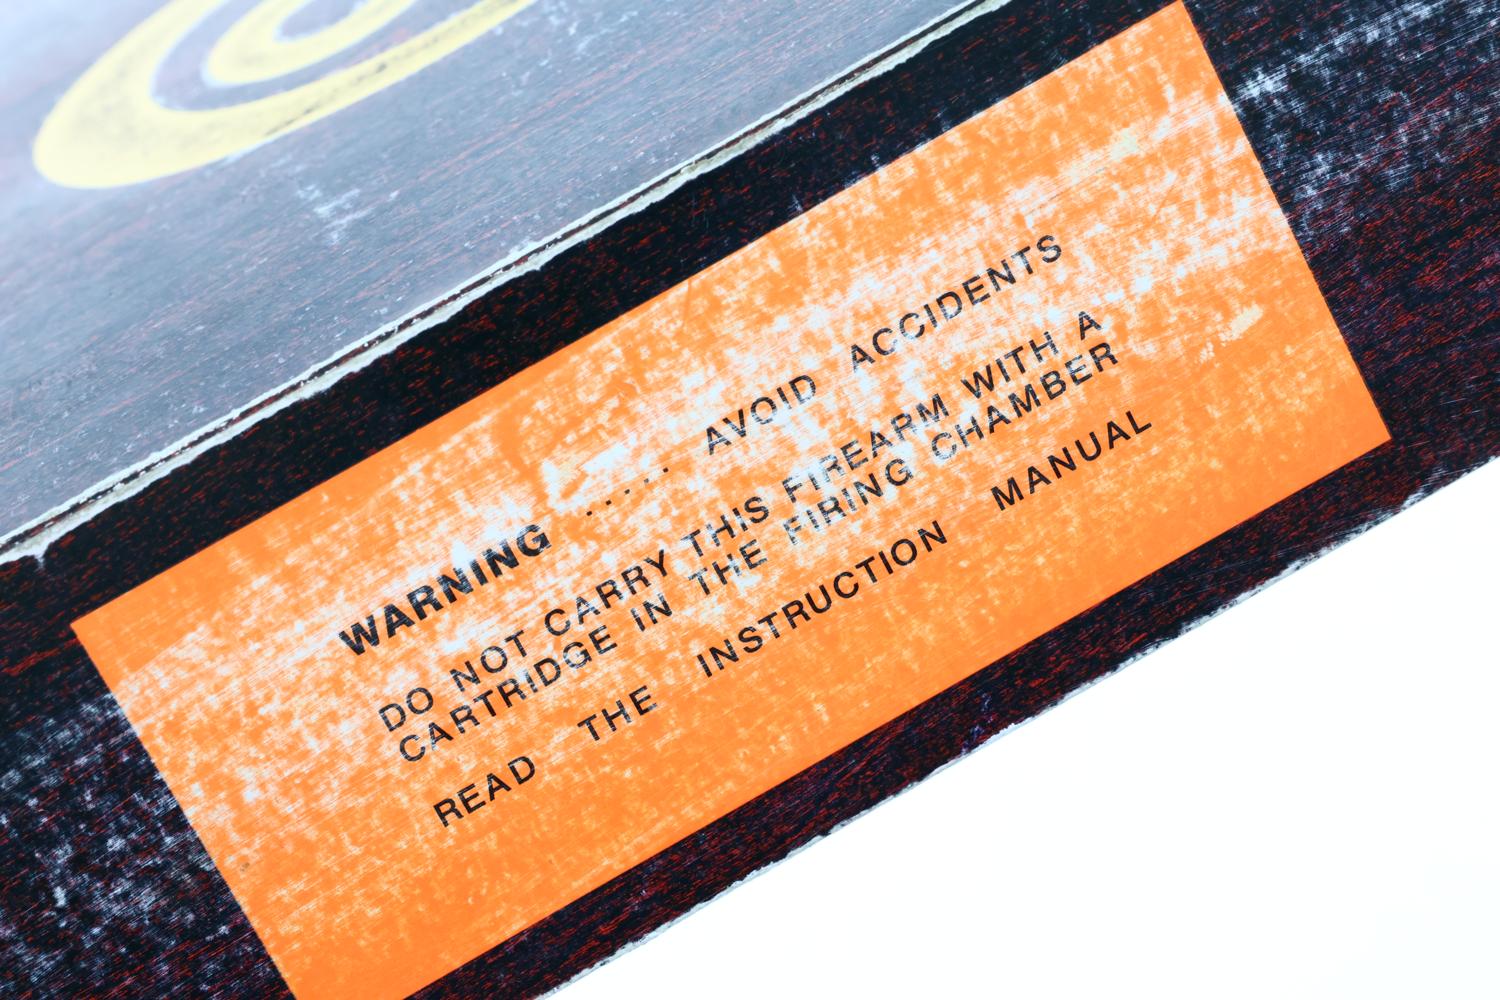 WARNING ..... AVOID ACCIDENTS
DO NOT CARRY THIS FIREARM WITH A
CARTRIDGE IN THE FIRING CHAMBER
READ THE INSTRUCTION MANUAL